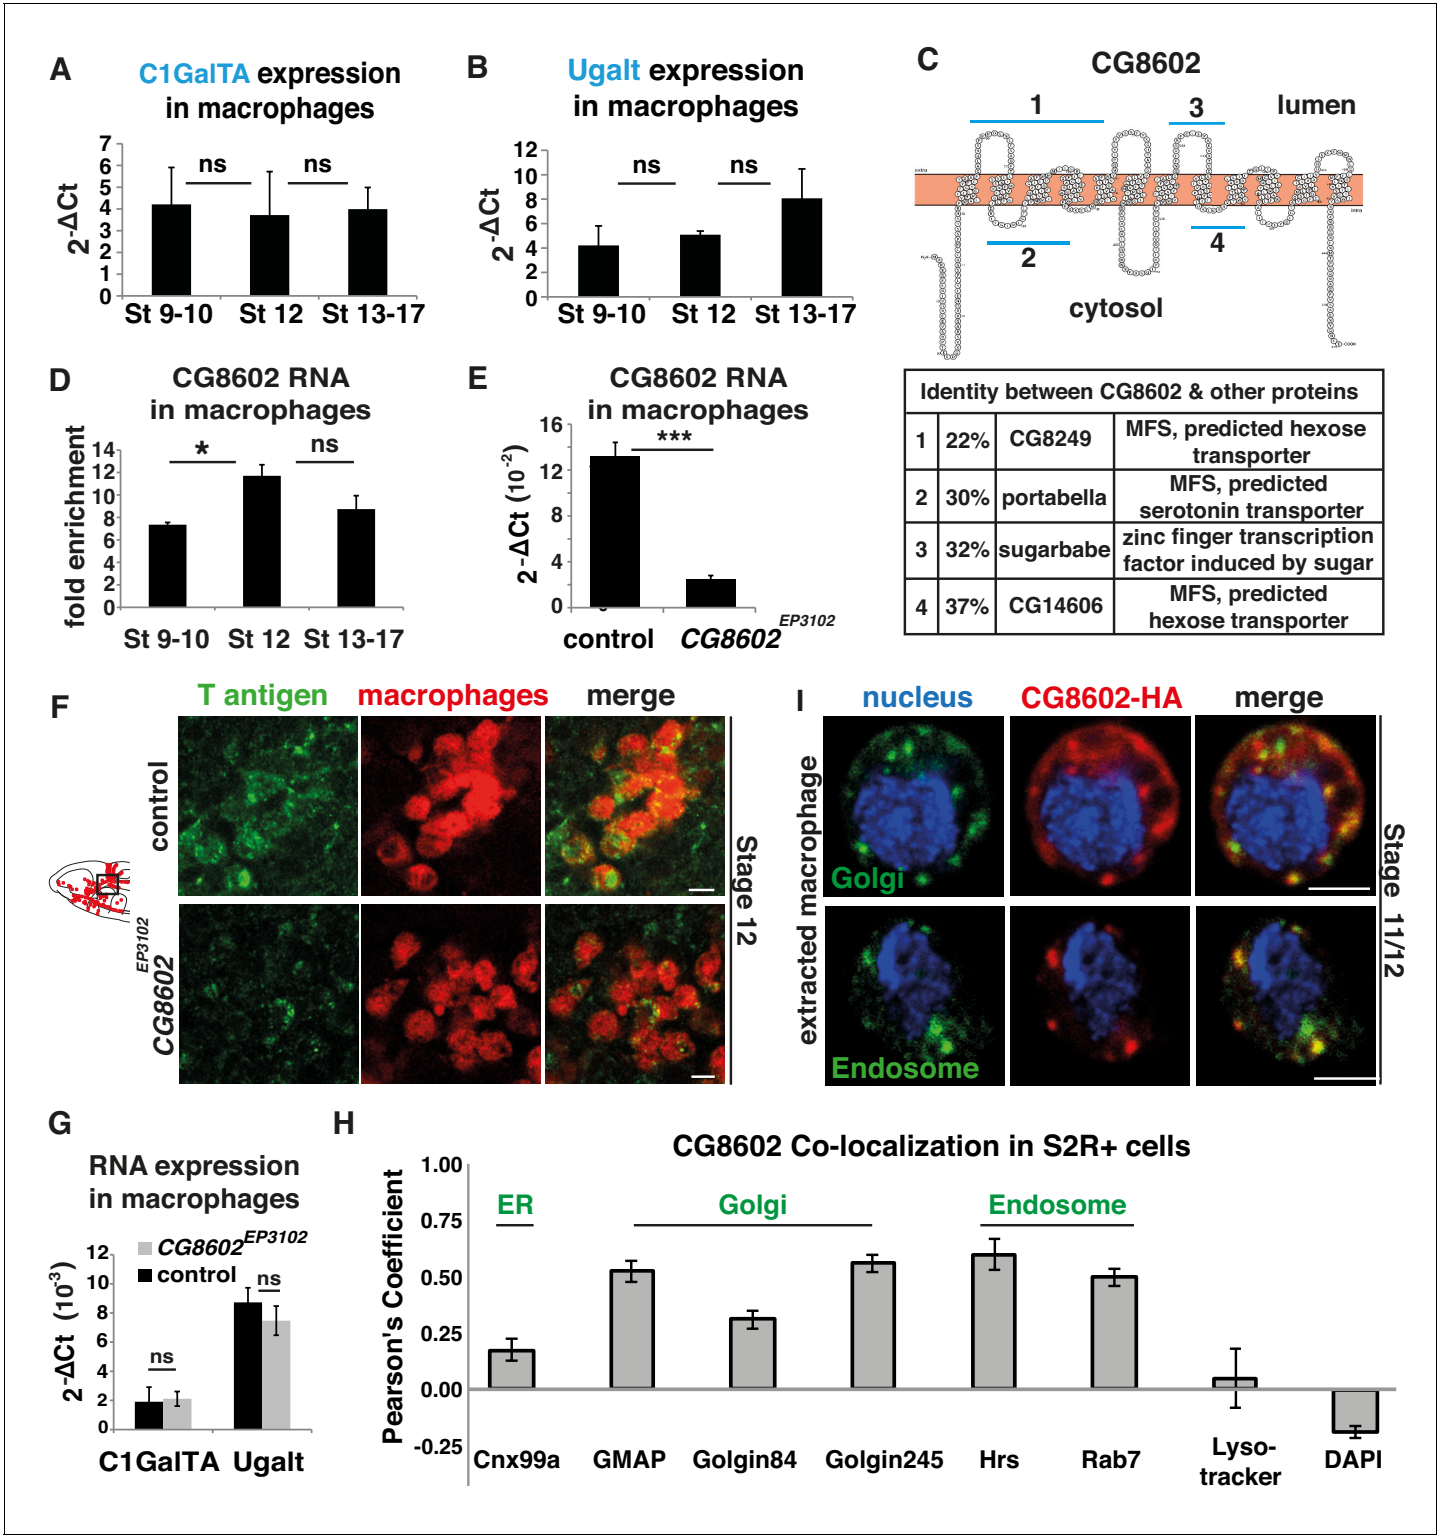 A
C1GalTA expression
in macrophages
2-ΔCt
7
6
5
4
3
2
1
0
ns
ns
St 9-10
St 12
St 13-17
B
Ugalt expression
in macrophages
2-ΔCt
12
10
8
6
4
2
0
ns
ns
St 9-10
St 12
St 13-17
C
CG8602
1
3
lumen
extra
intra
2
4
cytosol
Identity between CG8602 & other proteins
1 22% CG8249 MFS, predicted hexose
transporter
2 30% portabella MFS, predicted
serotonin transporter
3 32% sugarbabe zinc finger transcription
factor induced by sugar
4 37% CG14606 MFS, predicted
hexose transporter
D
CG8602 RNA
in macrophages
fold enrichment
14
12
10
8
6
4
2
0
*
ns
St 9-10
St 12
St 13-17
E
CG8602 RNA
in macrophages
2-ΔCt (10-2)
16
12
8
4
0
***
control
CG8602EP3102
F
T antigen
macrophages
merge
control
CG8602EP3102
Stage 12
I
nucleus
CG8602-HA
merge
extracted macrophage
Golgi
Endosome
Stage 11/12
G
RNA expression
in macrophages
CG8602EP3102
control
2-ΔCt (10-3)
12
10
8
6
4
2
0
ns
ns
C1GalTA
Ugalt
H
CG8602 Co-localization in S2R+ cells
Pearson's Coefficient
1.00
0.75
0.50
0.25
0.00
-0.25
ER
Golgi
Endosome
Cnx99a
GMAP
Golgin84
Golgin245
Hrs
Rab7
Lyso-
tracker
DAPI